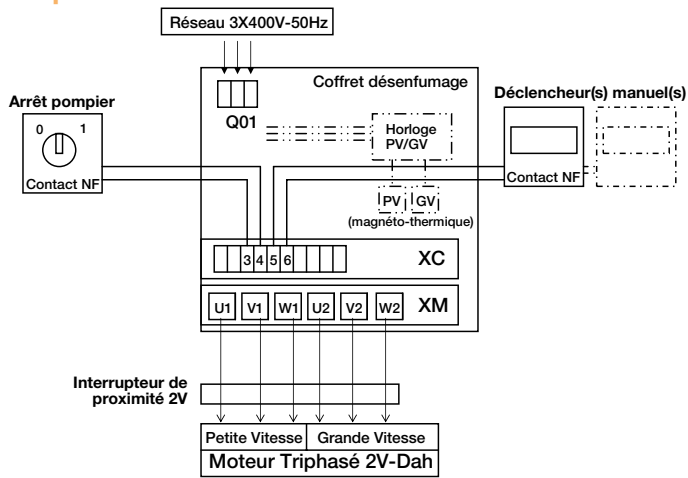 Réseau 3X400V-50Hz
Coffret désenfumage
Q01
Horloge
PV/GV
PV
GV
(magnéto-thermique)
Arrêt pompier
0
1
Contact NF
Déclencheur(s) manuel(s)
Contact NF
3 4 5 6
XC
U1 V1 W1 U2 V2 W2
XM
Interrupteur de
proximité 2V
Petite Vitesse
Grande Vitesse
Moteur Triphasé 2V-Dah